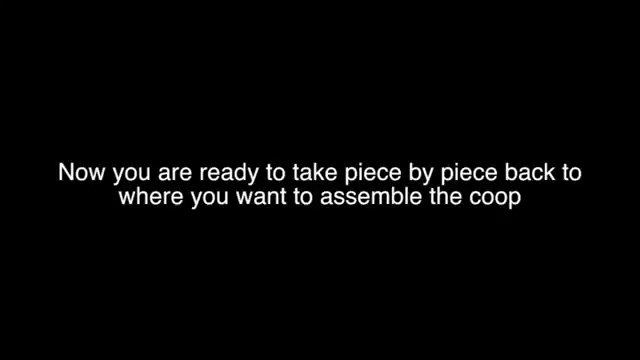 Now you are ready to take piece by piece back to
where you want to assemble the coop